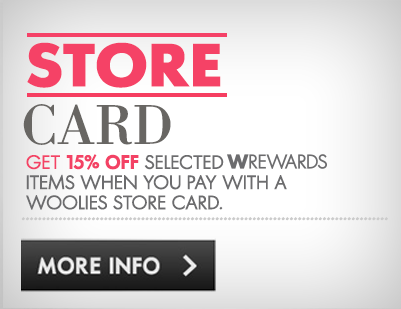 STORE
CARD
GET 15% OFF SELECTED WREWARDS
ITEMS WHEN YOU PAY WITH A
WOOLIES STORE CARD.
MORE INFO >